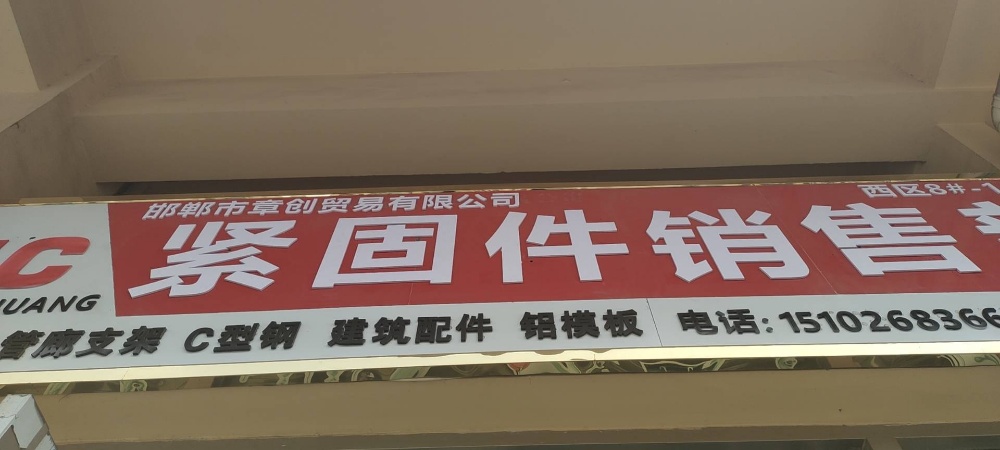 邯郸市章创贸易有限公司
西区8#-1
C
HUANG
紧固件销售
管廊支架 C型钢 建筑配件 铝模板 电话:1510268366